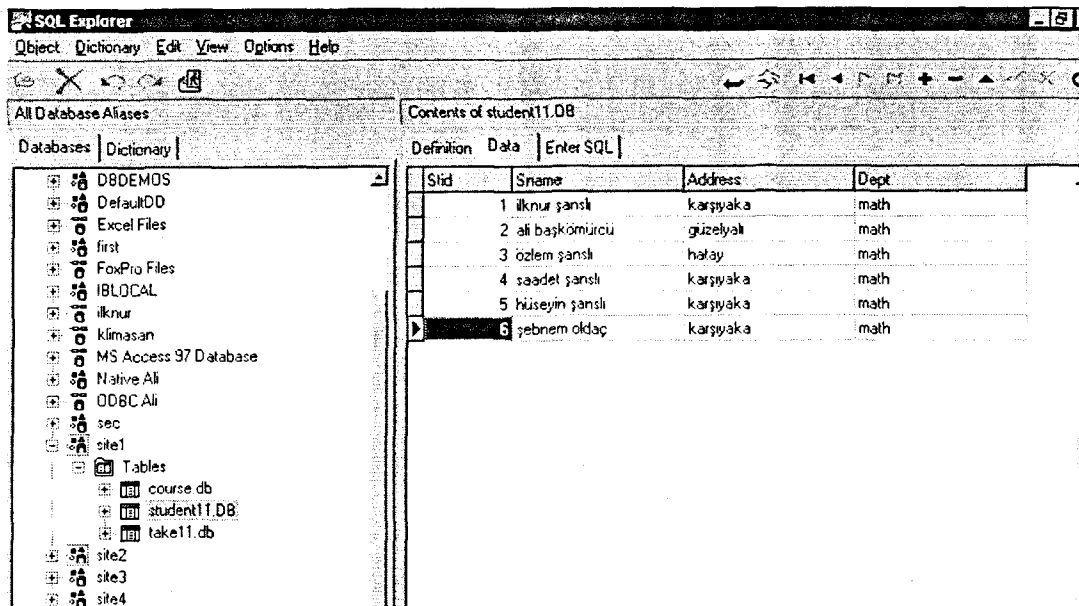 SQL Explorer
Object Dictionary Edit View Options Help
All Database Aliases
Contents of student11.DB
Databases Dictionary
Definition Data Enter SQL
DBDEMOS
DefaultDD
Excel Files
first
FoxPro Files
IBLOCAL
ilknur
klimasan
MS Access 97 Database
Native Ali
ODBC Ali
sec
site1
Tables
course.db
student11.DB
take11.db
site2
site3
site4
StId Sname Address Dept
1 ilknur şanslı karşıyaka math
2 ali başkömürcü güzelyalı math
3 özlem şanslı hatay math
4 saadet şanslı karşıyaka math
5 hüseyin şanslı karşıyaka math
6 şebnem oldaç karşıyaka math